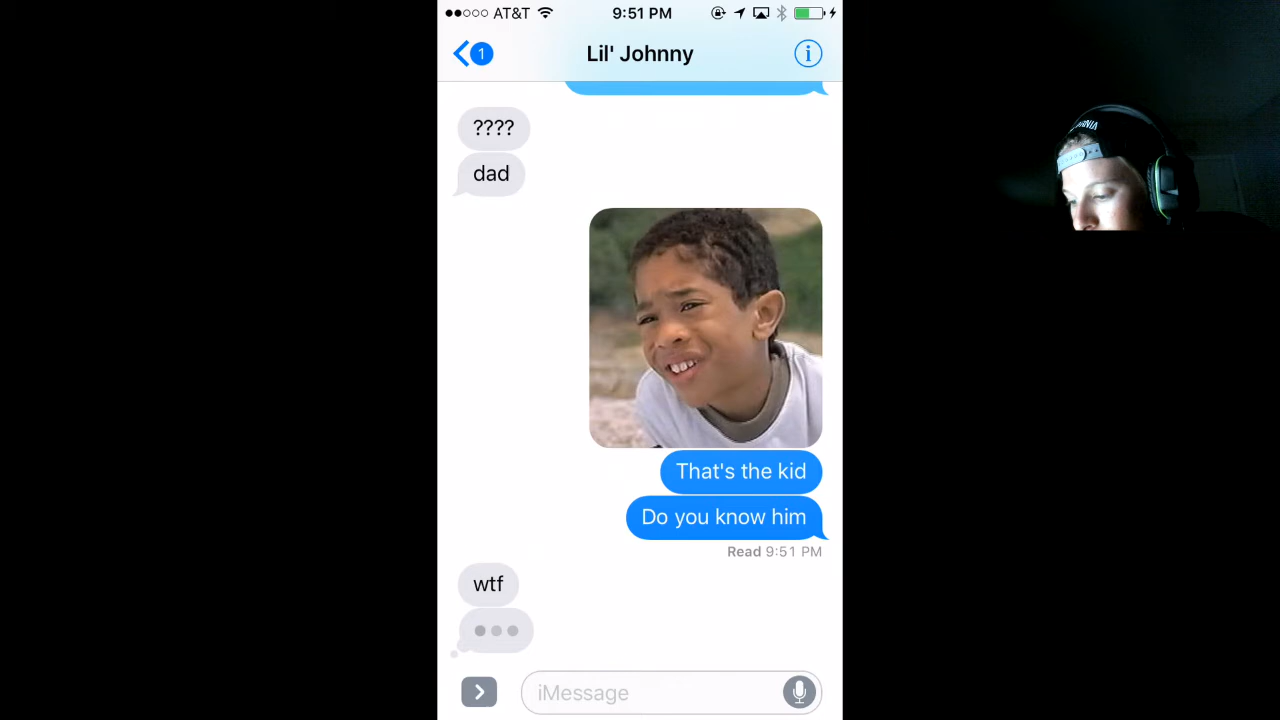 AT&T 9:51 PM
1 Lil' Johnny
????
dad
That's the kid
Do you know him
Read 9:51 PM
wtf
iMessage